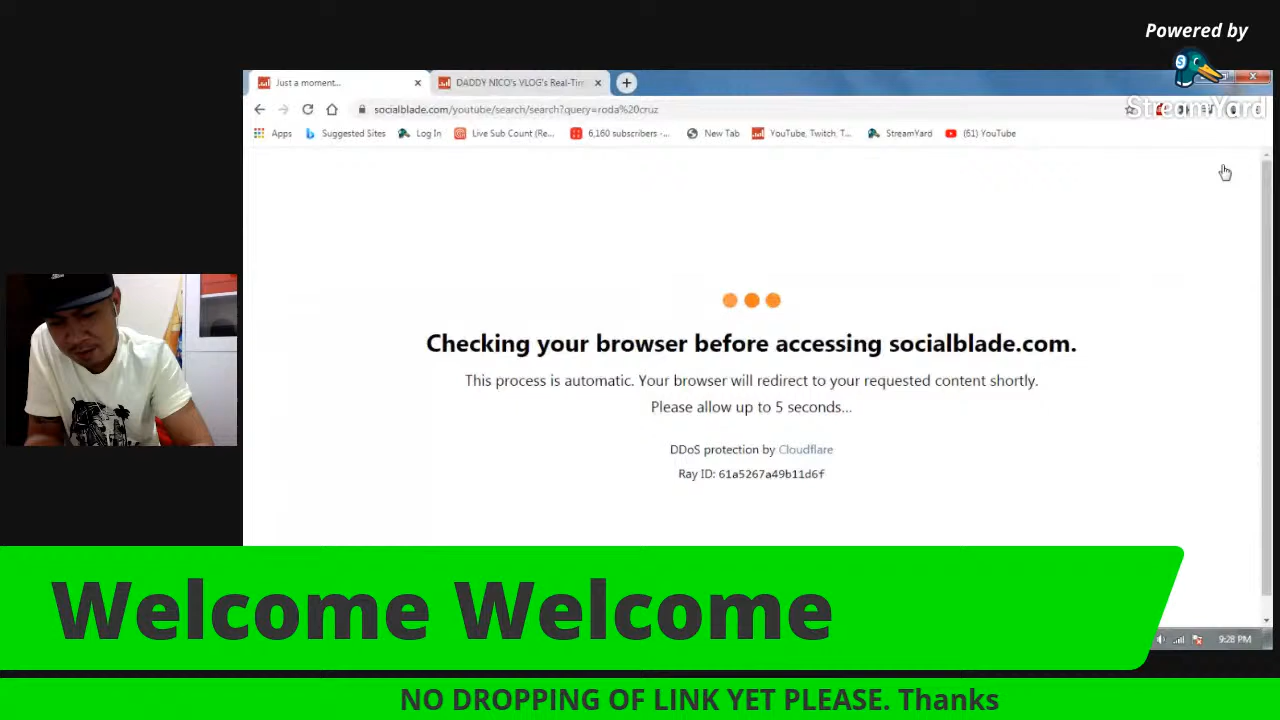 Powered by
StreamYard
Just a moment...
DADDY NICO's VLOG's Real-Tim
socialblade.com/youtube/search/search?query=roda%20cruz
Apps Suggested Sites Log In Live Sub Count (Re... 6,160 subscribers -... New Tab YouTube, Twitch, T... StreamYard (61) YouTube
Checking your browser before accessing socialblade.com.
This process is automatic. Your browser will redirect to your requested content shortly.
Please allow up to 5 seconds...
DDoS protection by Cloudflare
Ray ID: 61a5267a49b11d6f
Welcome Welcome
9:28 PM
NO DROPPING OF LINK YET PLEASE. Thanks